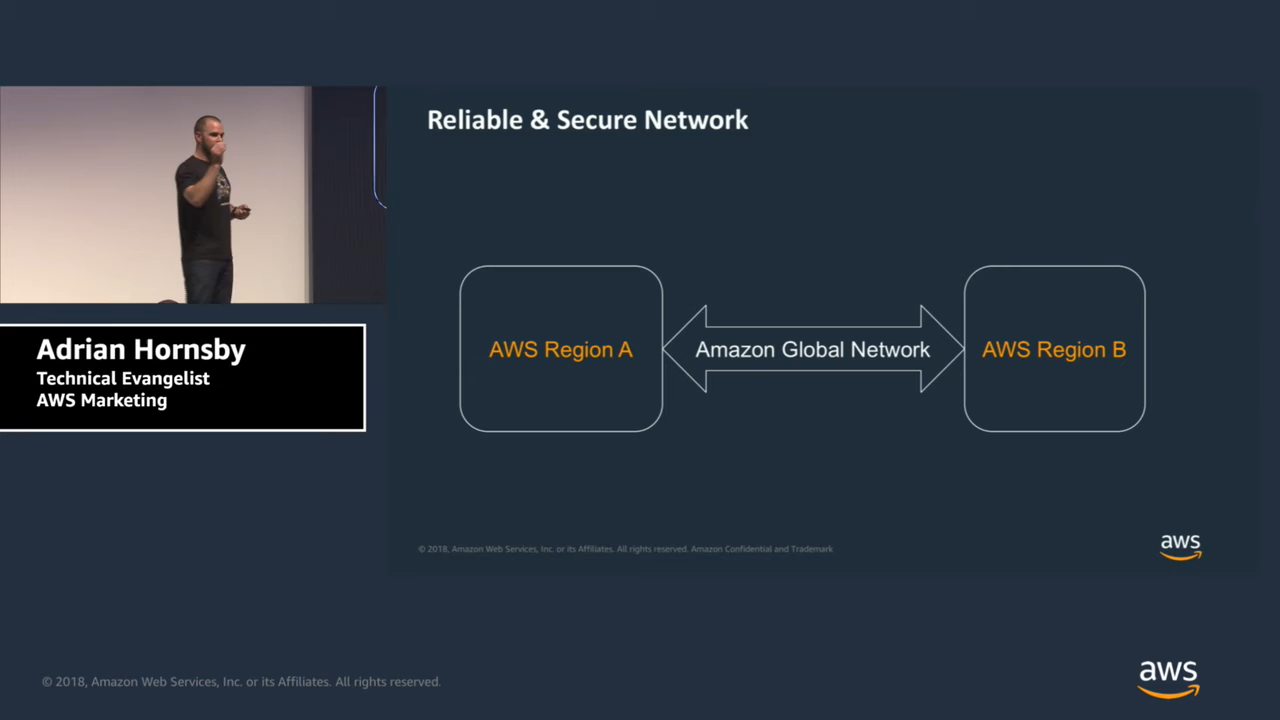 Reliable & Secure Network
AWS Region A
Amazon Global Network
AWS Region B
© 2018, Amazon Web Services, Inc. or its Affiliates. All rights reserved. Amazon Confidential and Trademark
aws
Adrian Hornsby
Technical Evangelist
AWS Marketing
© 2018, Amazon Web Services, Inc. or its Affiliates. All rights reserved.
aws